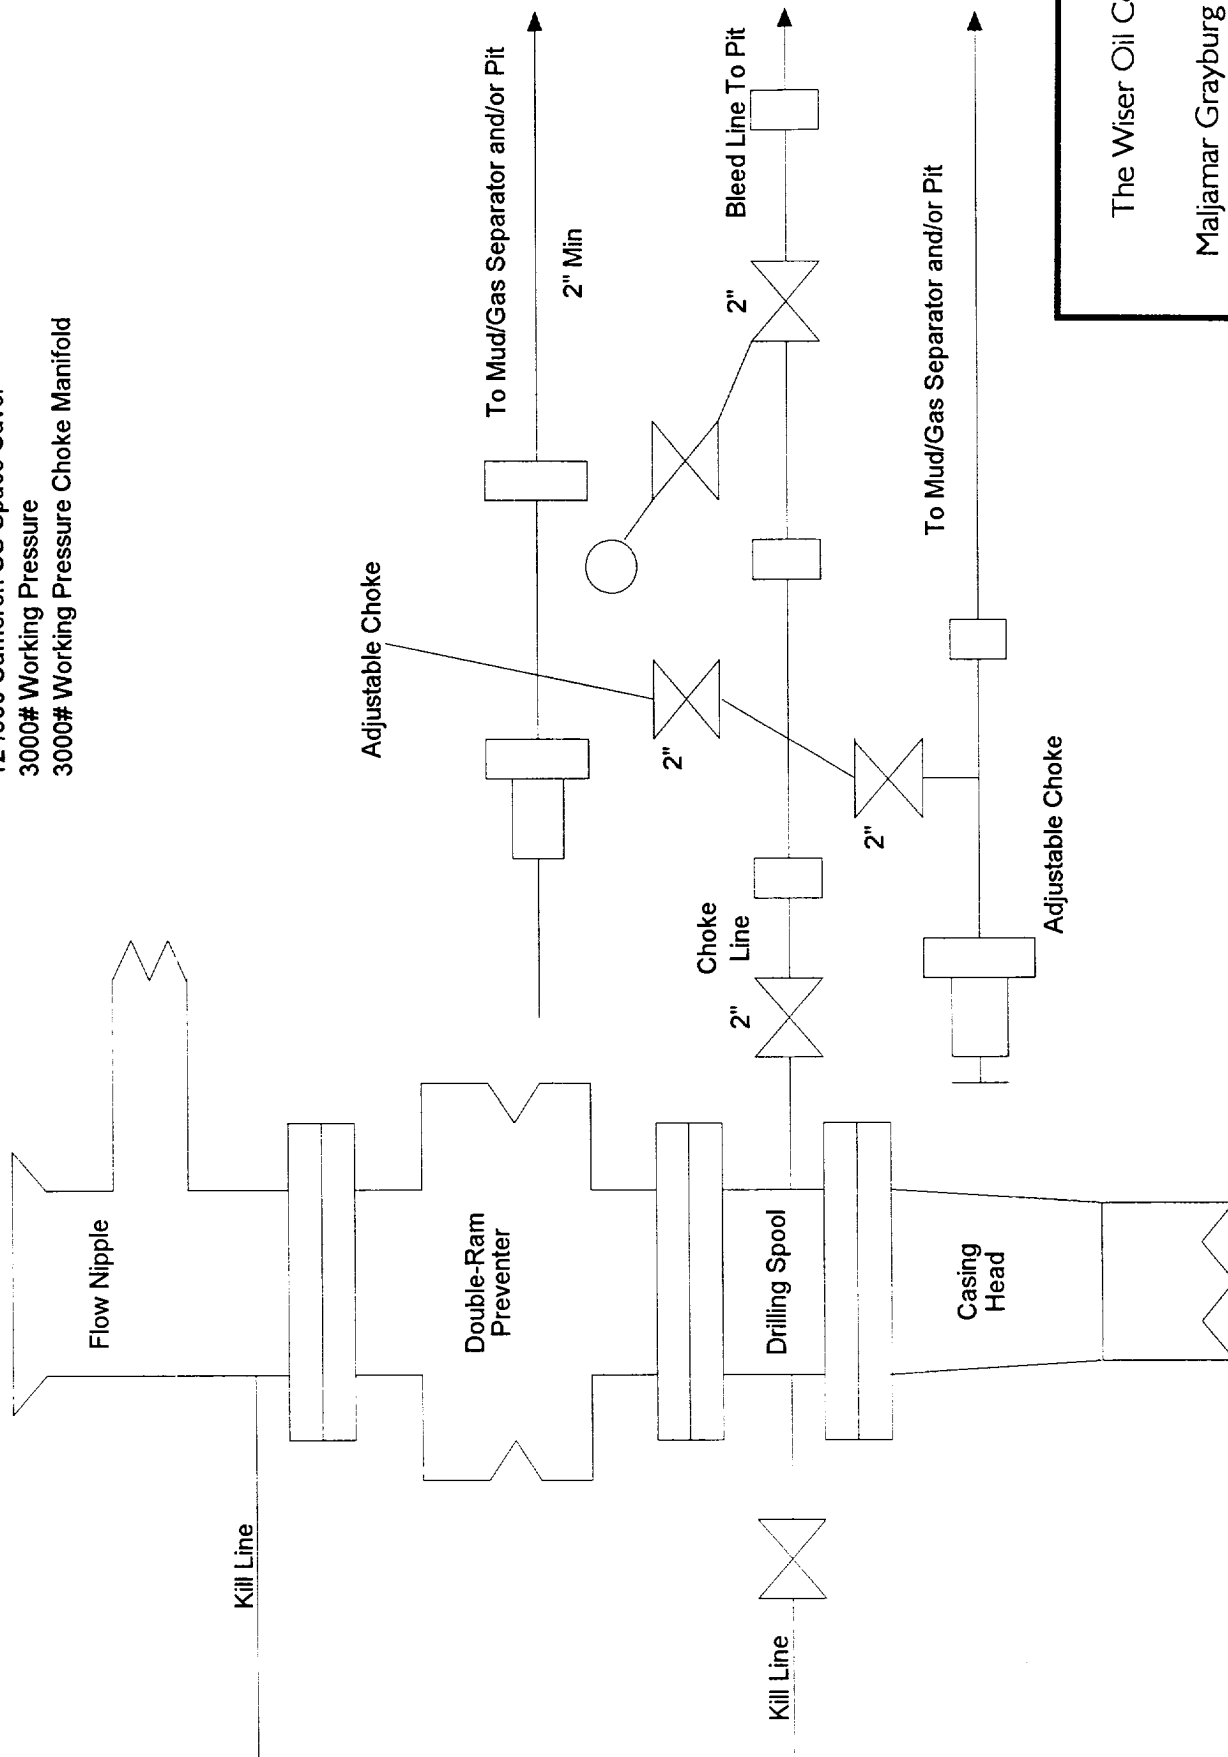 3000# Working Pressure
3000# Working Pressure Choke Manifold
Flow Nipple
Kill Line
Double-Ram
Preventer
Drilling Spool
Kill Line
Casing
Head
Adjustable Choke
To Mud/Gas Separator and/or Pit
2" Min
Choke
Line
2"
2"
2"
2"
Bleed Line To Pit
To Mud/Gas Separator and/or Pit
Adjustable Choke
The Wiser Oil
Maljamar Grayburg